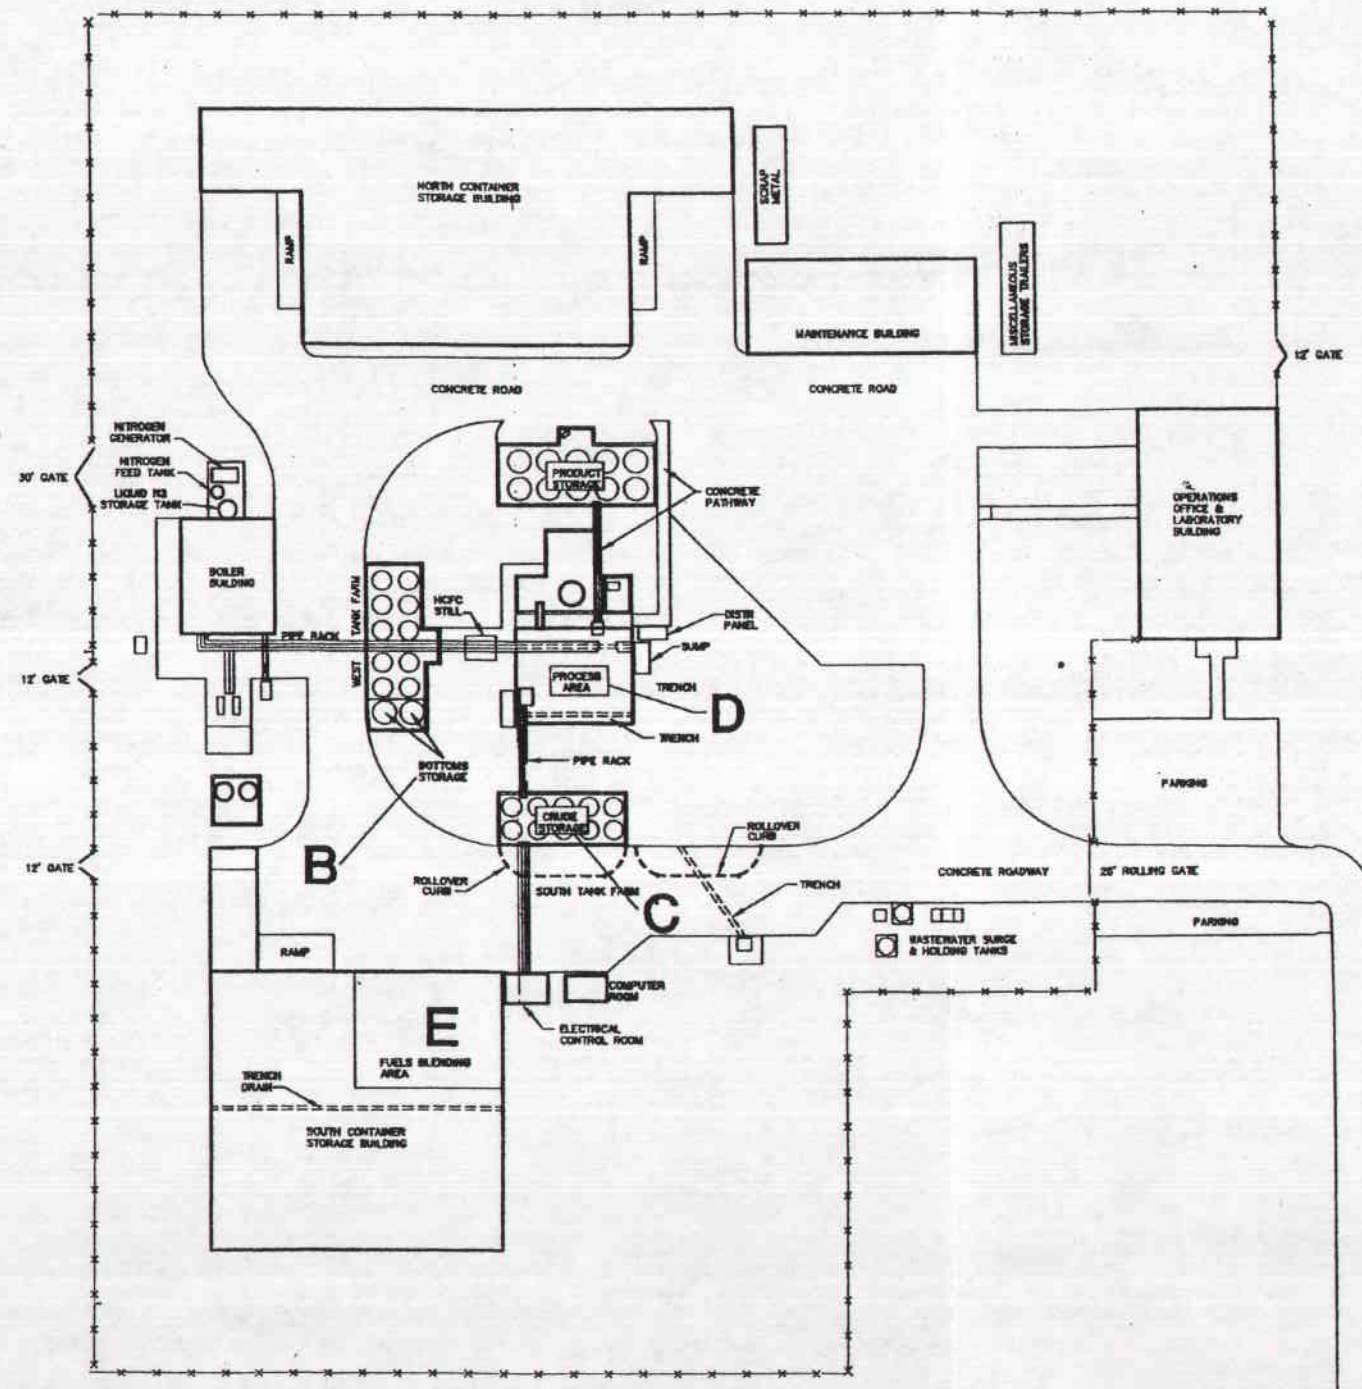 NORTH CONTAINER
STORAGE BUILDING
SCRAP
METAL
RAMP
RAMP
MISCELLANEOUS
STORAGE TRAILERS
MAINTENANCE BUILDING
12' GATE
CONCRETE ROAD
CONCRETE ROAD
NITROGEN
GENERATOR
NITROGEN
FEED TANK
LIQUID N2
STORAGE TANK
30' GATE
PRODUCT
STORAGE
CONCRETE
PATHWAY
OPERATIONS
OFFICE &
LABORATORY
BUILDING
BOILER
BUILDING
WEST TANK FARM
HCFC
STILL
DISTR
PANEL
PIPE RACK
SUMP
12' GATE
PROCESS
AREA
TRENCH
D
TRENCH
BOTTOMS
STORAGE
PIPE RACK
PARKING
CRUDE
STORAGE
ROLLOVER
CURB
B
12' GATE
ROLLOVER
CURB
SOUTH TANK FARM
C
TRENCH
CONCRETE ROADWAY
25' ROLLING GATE
PARKING
WASTEWATER SURGE
& HOLDING TANKS
RAMP
COMPUTER
ROOM
E
ELECTRICAL
CONTROL ROOM
FUELS BLENDING
AREA
TRENCH
DRAIN
SOUTH CONTAINER
STORAGE BUILDING